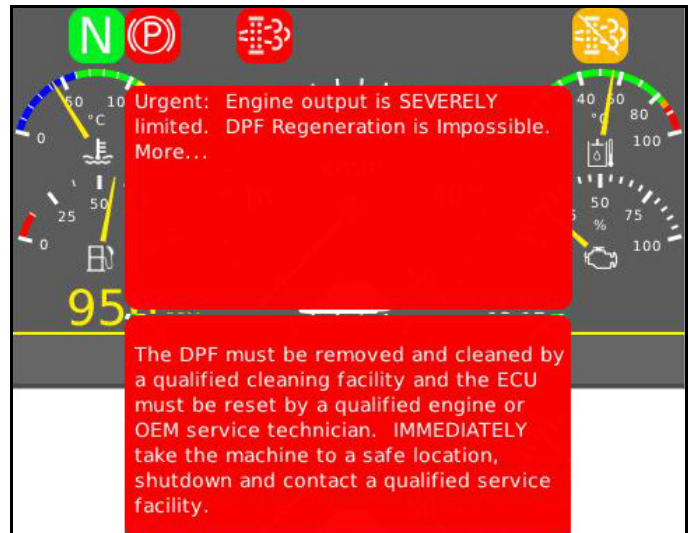 N (P)
50 10
°C
0
40 60
80
100
Urgent: Engine output is SEVERELY
limited. DPF Regeneration is Impossible.
More...
50
25
0
50
75
%
100
95
The DPF must be removed and cleaned by
a qualified cleaning facility and the ECU
must be reset by a qualified engine or
OEM service technician. IMMEDIATELY
take the machine to a safe location,
shutdown and contact a qualified service
facility.